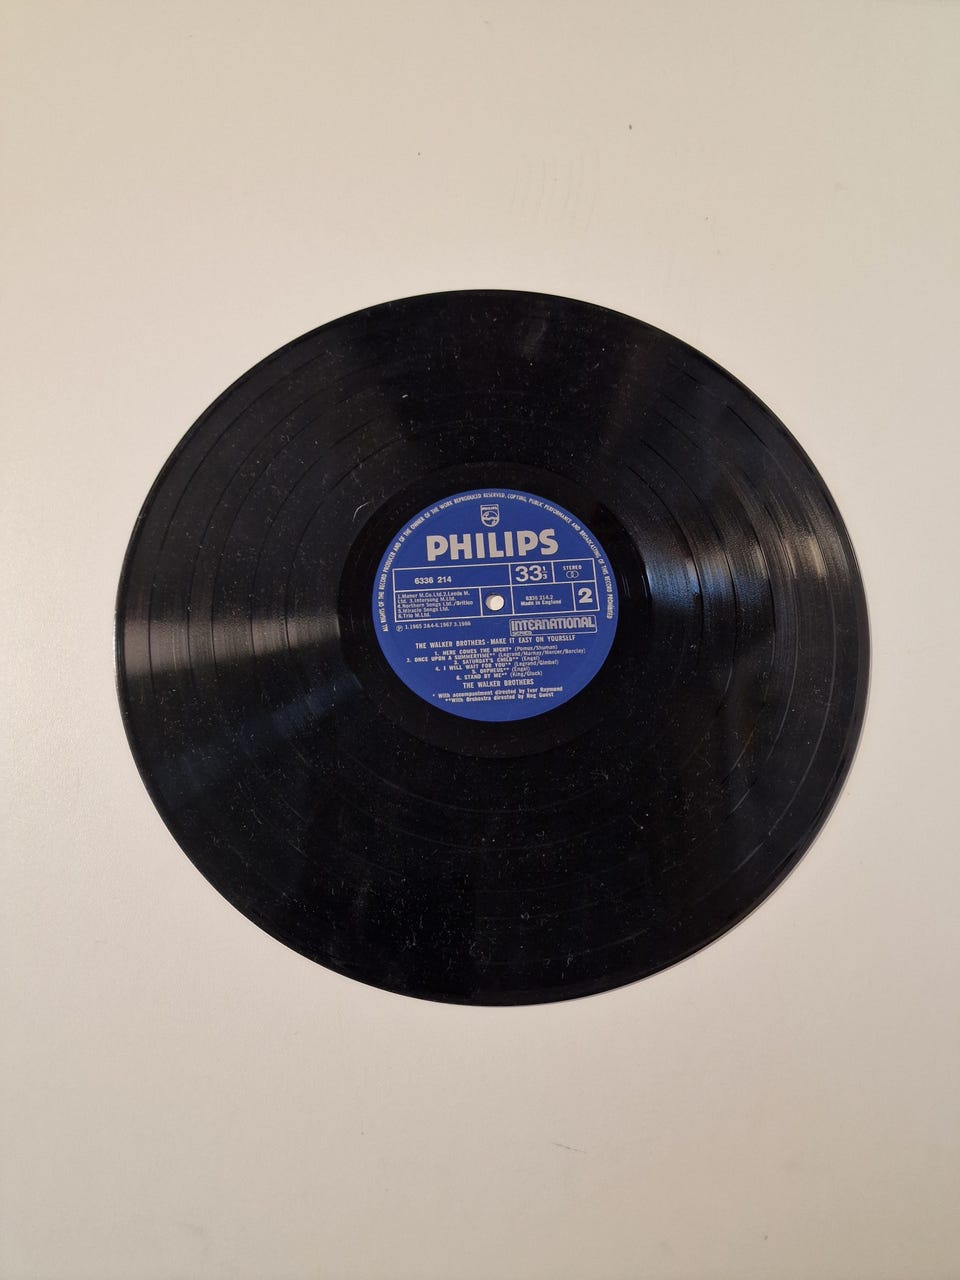 ALL RIGHTS OF THE RECORD PRODUCER AND OF THE OWNER OF THE WORK REPRODUCED RESERVED. COPYING, PUBLIC PERFORMANCE AND BROADCASTING OF THIS RECORD PROHIBITED
PHILIPS
PHILIPS
6336 214
33 1/3
STEREO
1.Manor M.Co.Ltd.2.Leeds M.
Ltd. 3.Intersong M.Ltd.
4.Northern Songs Ltd./Britico
5.Miracle Songs Ltd.
6.Trio M.Ltd.
6336 214.2
Made in England
2
Ⓟ 1.1965 2&4-6.1967 3.1966
INTERNATIONAL
SERIES
THE WALKER BROTHERS - MAKE IT EASY ON YOURSELF
1. HERE COMES THE NIGHT* (Pomus/Shuman)
2. ONCE UPON A SUMMERTIME** (Legrand/Marnay/Mercer/Barclay)
3. SATURDAY'S CHILD** (Engel)
4. I WILL WAIT FOR YOU** (Legrand/Gimbel)
5. ORPHEUS** (Engel)
6. STAND BY ME** (King/Glock)
THE WALKER BROTHERS
* With accompaniment directed by Ivor Raymond
**With Orchestra directed by Reg Guest